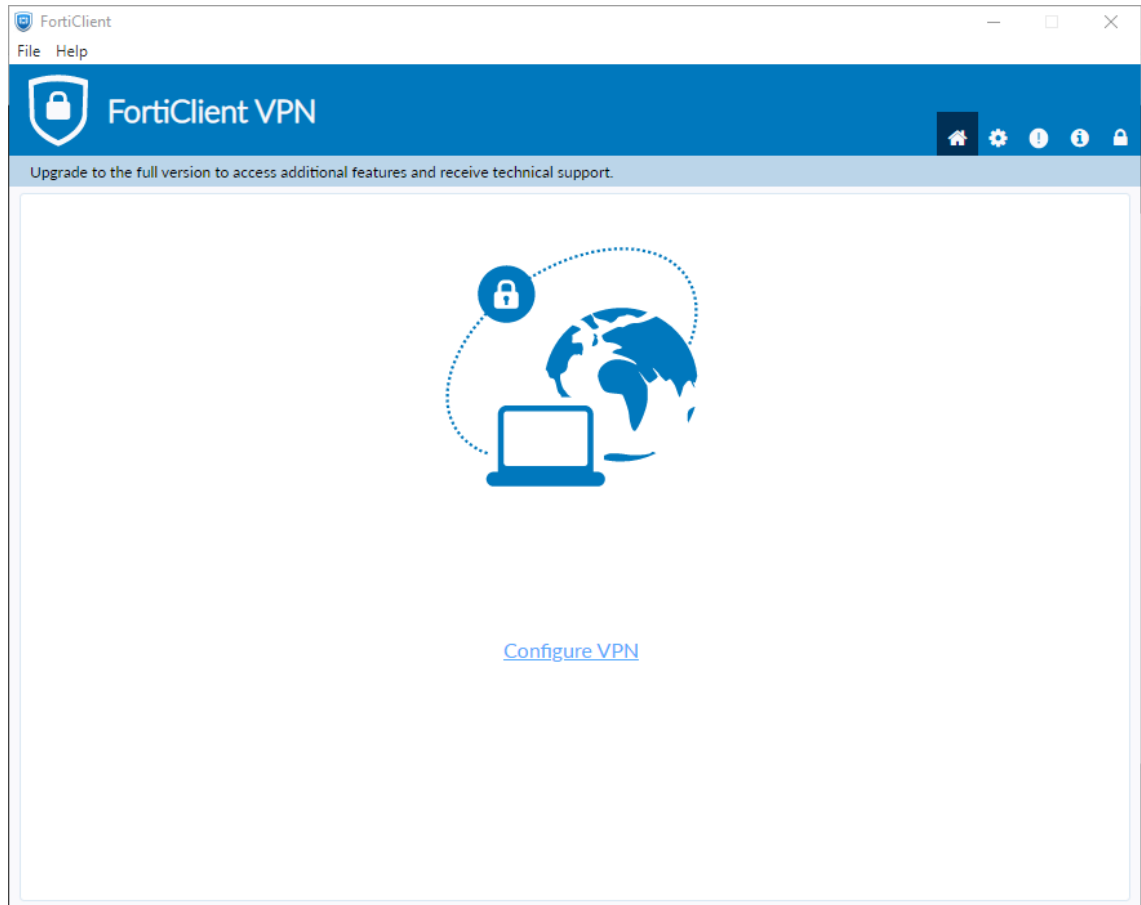 FortiClient
File Help
FortiClient VPN
Upgrade to the full version to access additional features and receive technical support.
Configure VPN